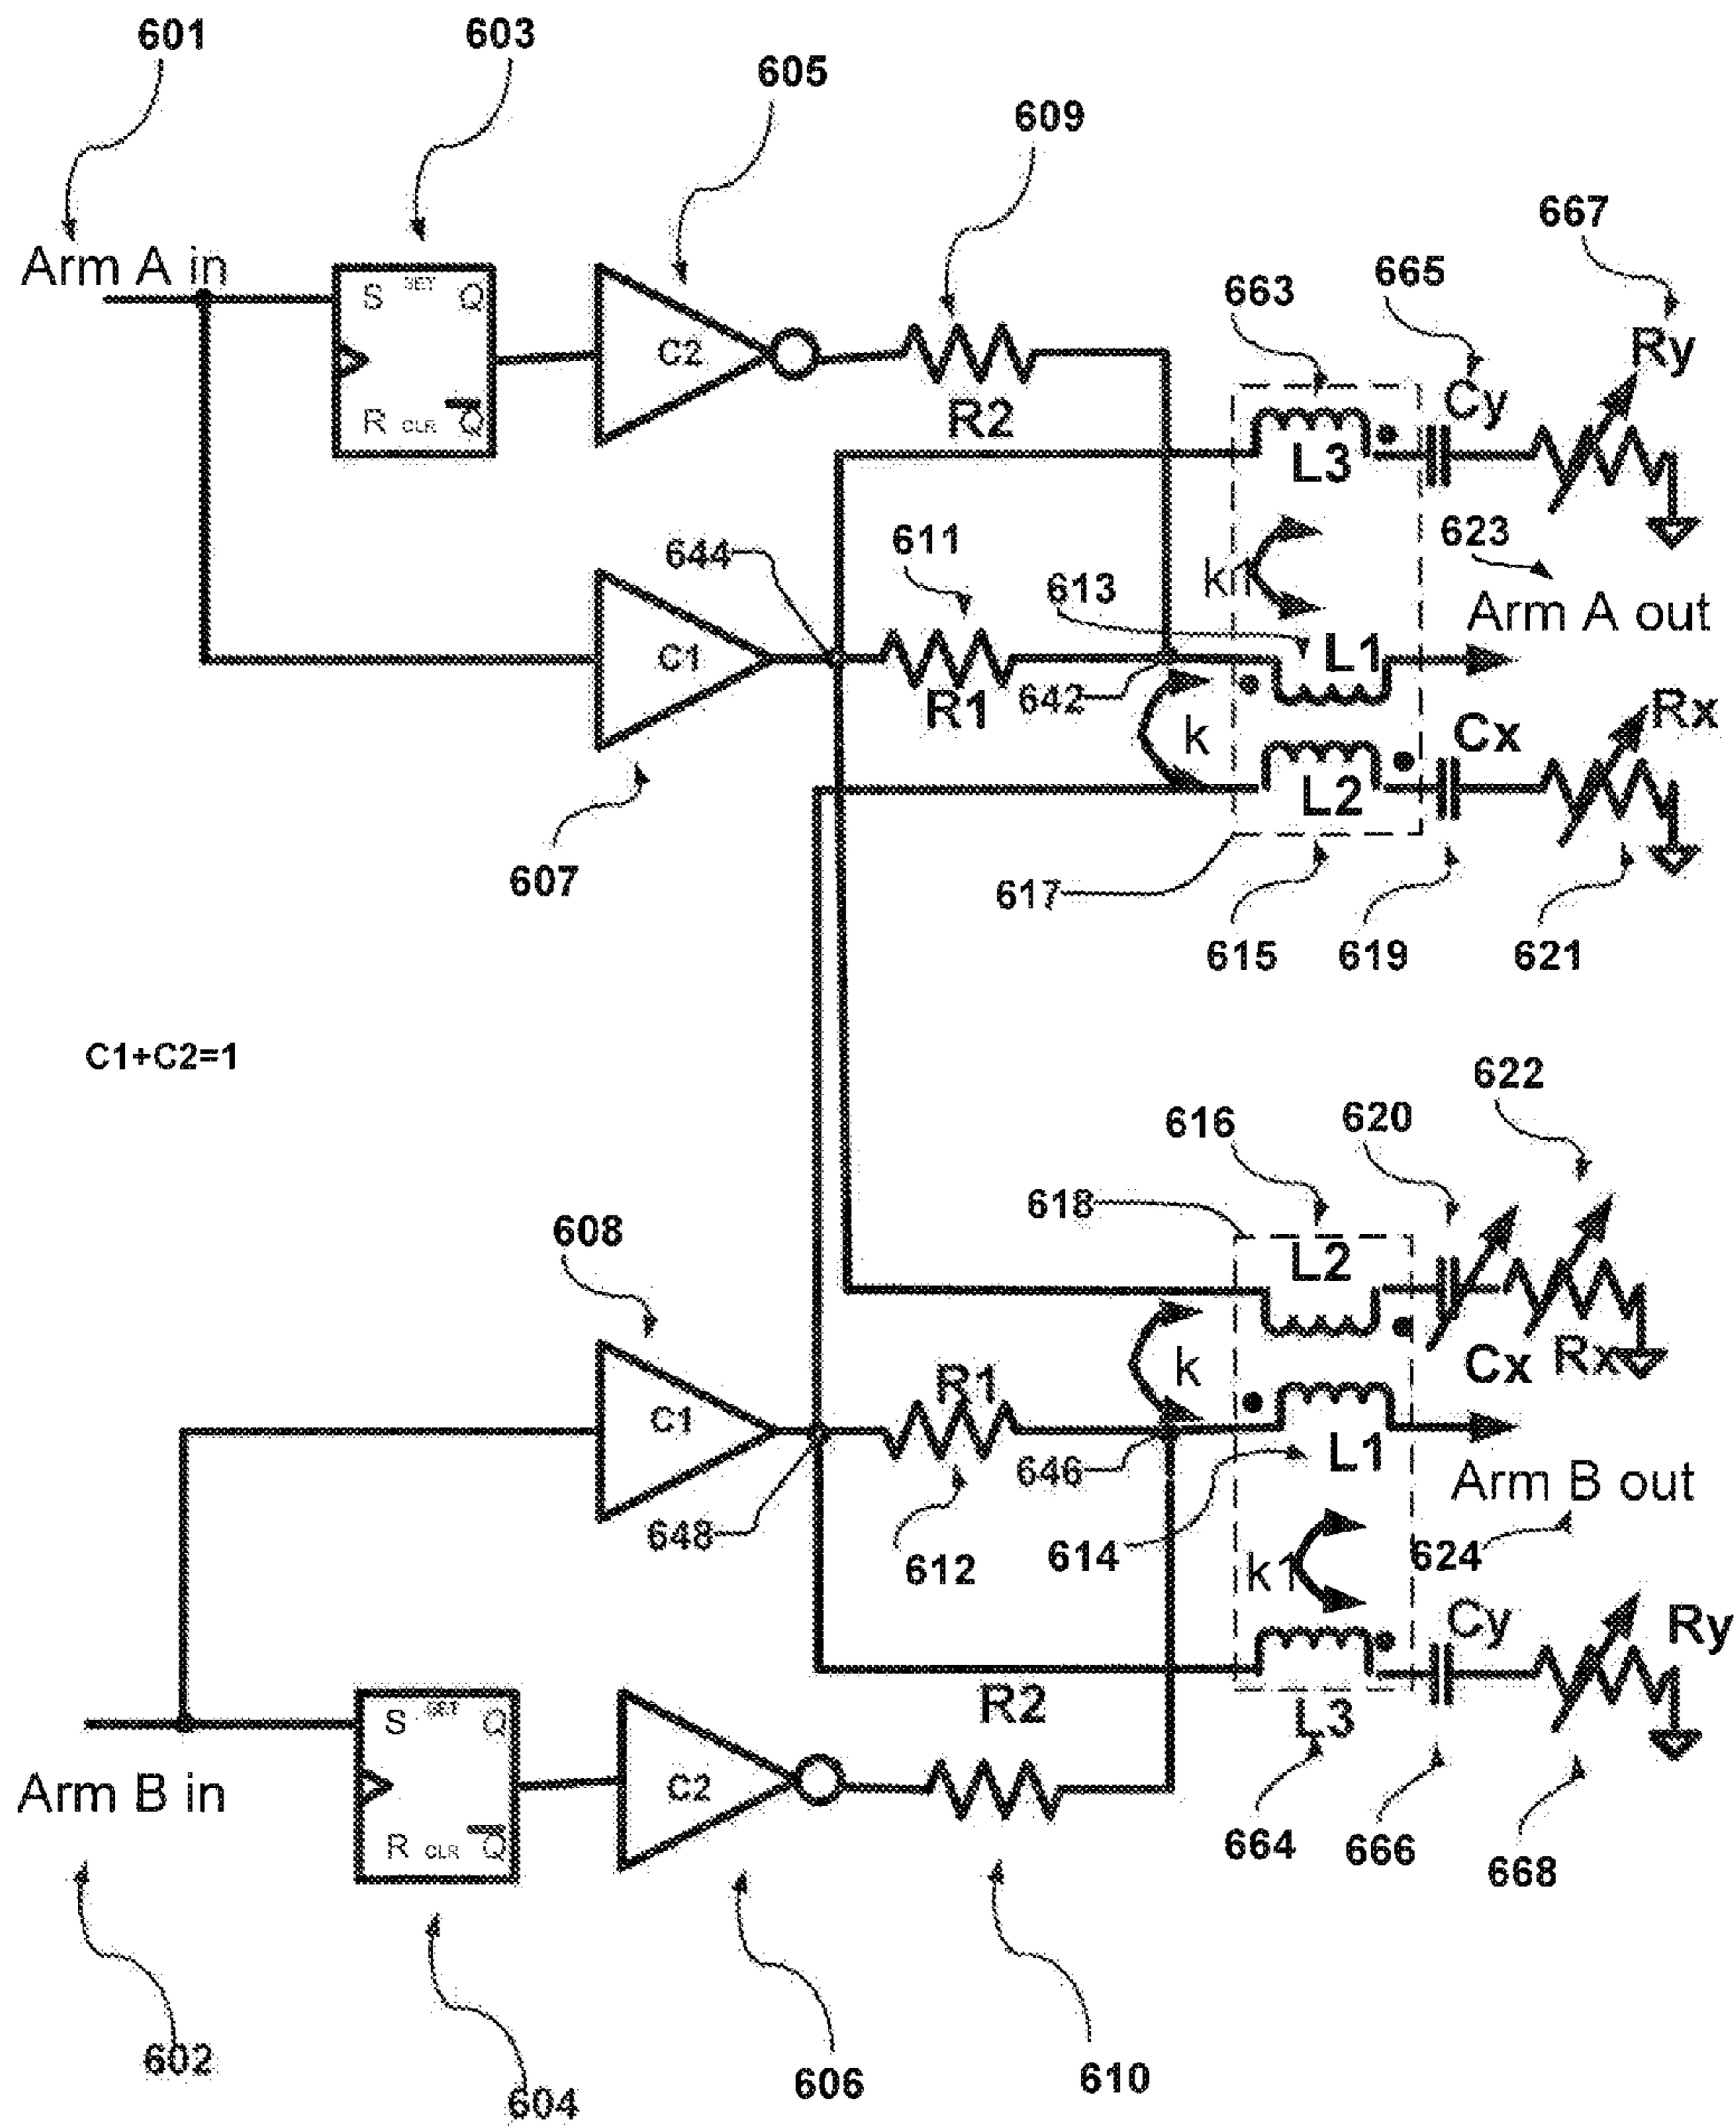 601
603
605
609
667
665
663
Arm A in
S
SET
Q
R
CLR
Q
C2
R2
Ry
Cy
L3
k1
623
Arm A out
644
611
613
C1
R1
642
L1
k
Cx
Rx
L2
607
617
615
619
621
C1+C2=1
622
620
616
618
L2
608
k
Cx
Rx
C1
R1
646
L1
648
612
614
Arm B out
k1
624
Cy
Ry
R2
L3
S
SET
Q
R
CLR
Q
C2
Arm B in
664
666
668
602
604
606
610